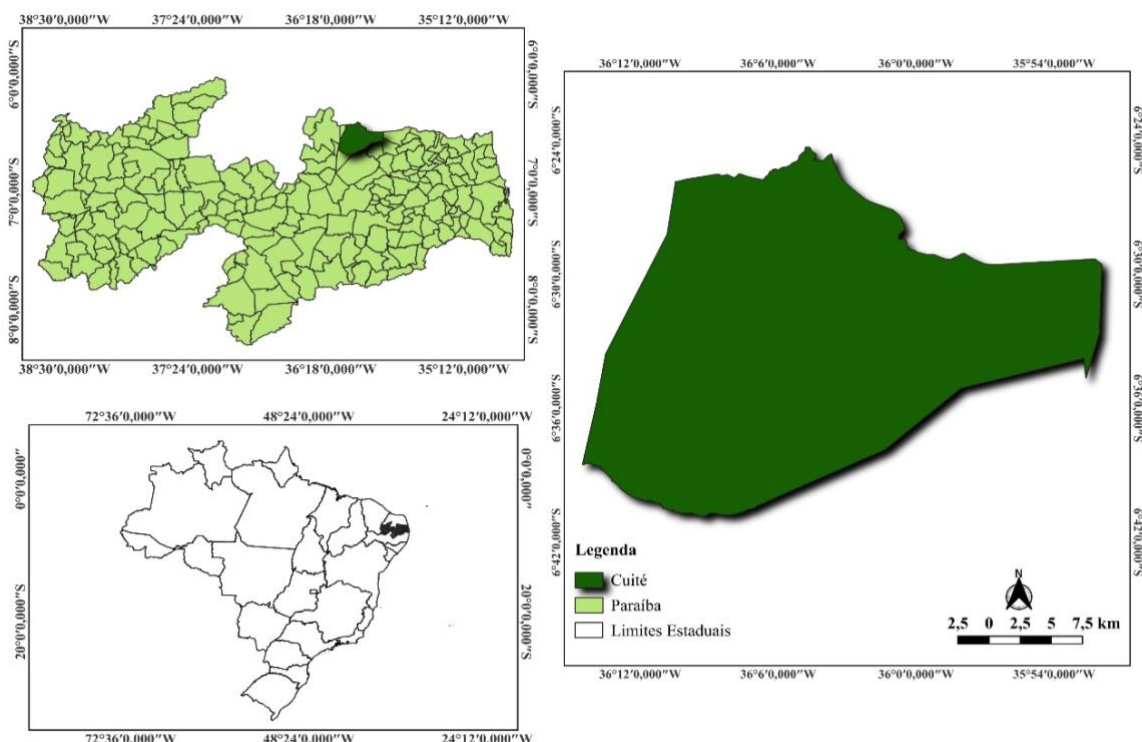 38°30'0,000"W 37°24'0,000"W 36°18'0,000"W 35°12'0,000"W
6°0'0,000"S
7°0'0,000"S
8°0'0,000"S
6°0'0,000"S
7°0'0,000"S
8°0'0,000"S
38°30'0,000"W 37°24'0,000"W 36°18'0,000"W 35°12'0,000"W
72°36'0,000"W 48°24'0,000"W 24°12'0,000"W
0°0'0,000"
20°0'0,000"S
0°0'0,000"
20°0'0,000"S
72°36'0,000"W 48°24'0,000"W 24°12'0,000"W
36°12'0,000"W 36°6'0,000"W 36°0'0,000"W 35°54'0,000"W
6°24'0,000"S
6°30'0,000"S
6°36'0,000"S
6°42'0,000"S
6°24'0,000"S
6°30'0,000"S
6°36'0,000"S
6°42'0,000"S
Legenda
Cuité
Paraíba
Limites Estaduais
N
2,5 0 2,5 5 7,5 km
36°12'0,000"W 36°6'0,000"W 36°0'0,000"W 35°54'0,000"W